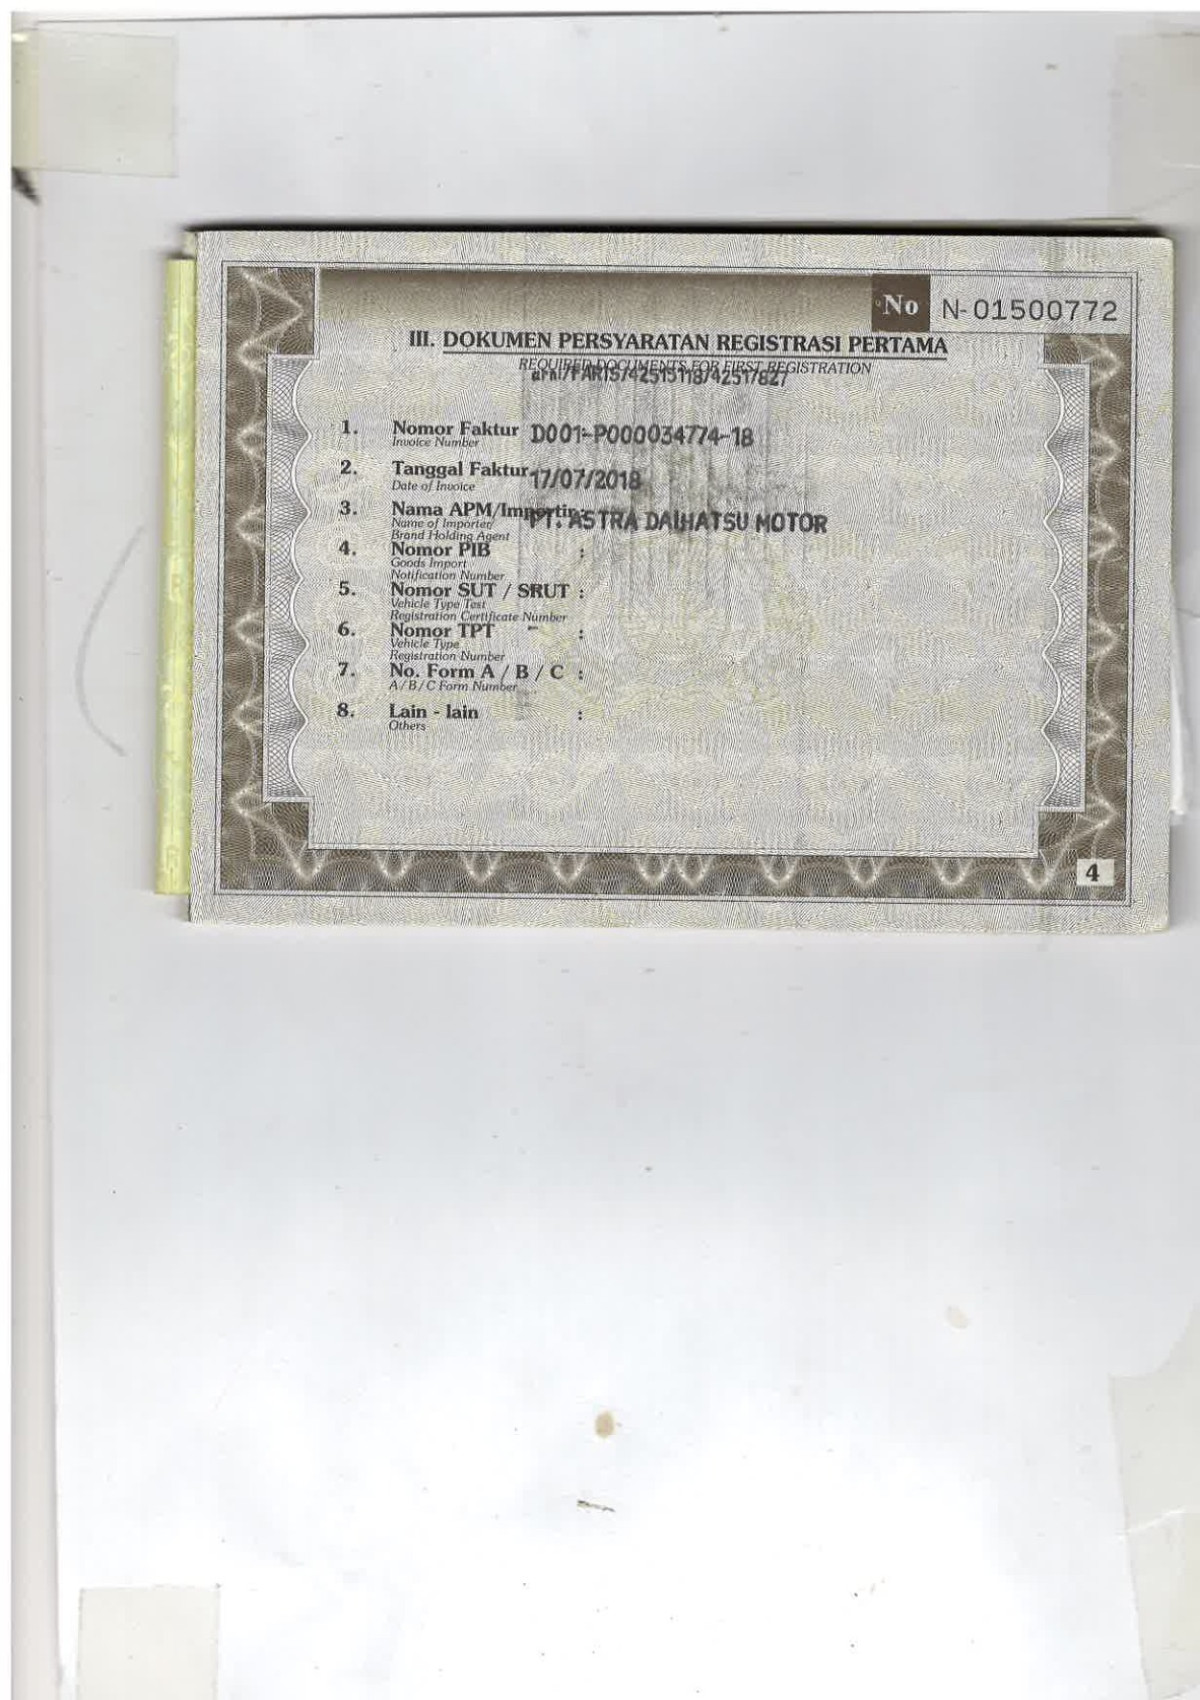 No N-01500772
III. DOKUMEN PERSYARATAN REGISTRASI PERTAMA
REQUIRED DOCUMENTS FOR FIRST REGISTRATION
/42515118/42517827
1. Nomor Faktur : D001-P000034774-18
Invoice Number
2. Tanggal Faktur 17/07/2018
Date of Invoice
3. Nama APM/Importir : PT. ASTRA DAIHATSU MOTOR
Name of Importer/
Brand Holding Agent
4. Nomor PIB :
Goods Import
Notification Number
5. Nomor SUT / SRUT :
Vehicle Type Test
Registration Certificate Number
6. Nomor TPT :
Vehicle Type
Registration Number
7. No. Form A / B / C :
A / B / C Form Number
8. Lain - lain :
Others
4